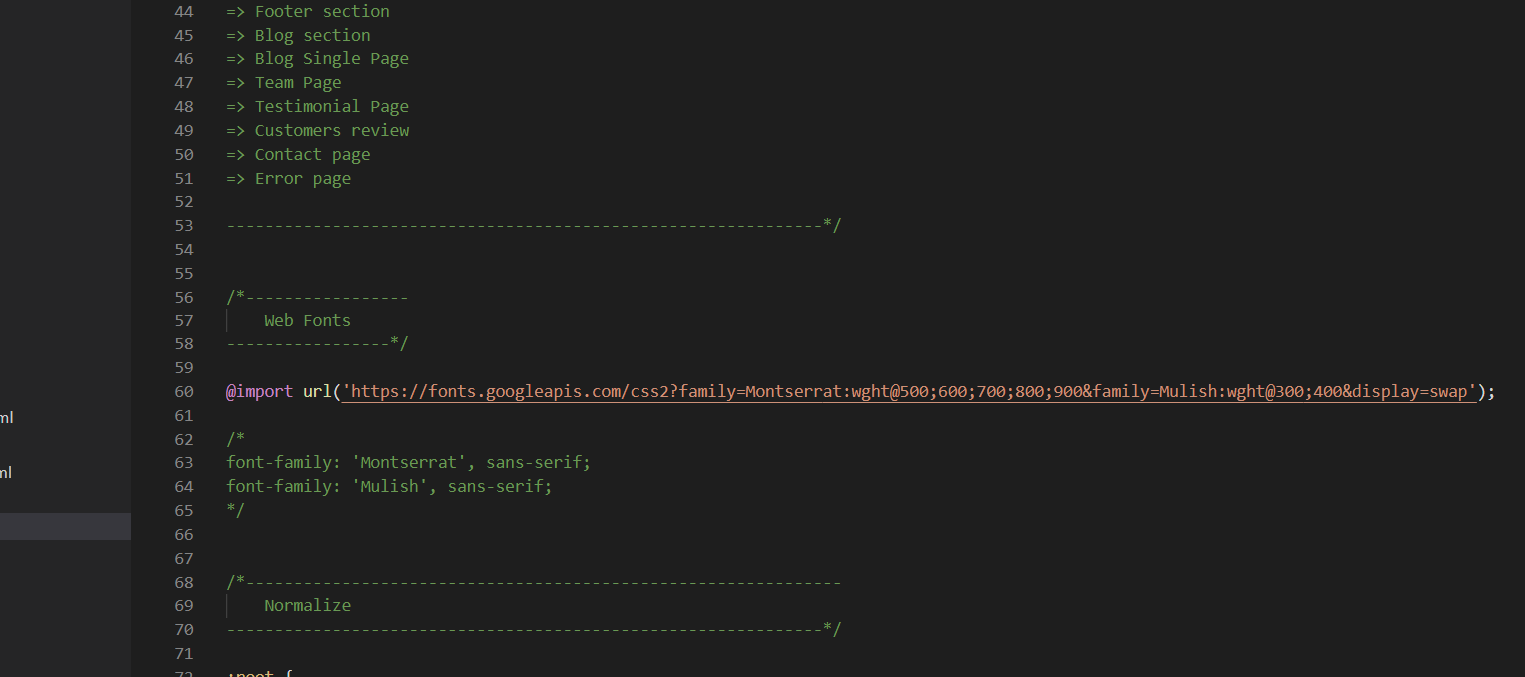 44 => Footer section
45 => Blog section
46 => Blog Single Page
47 => Team Page
48 => Testimonial Page
49 => Customers review
50 => Contact page
51 => Error page
52
53 --------------------------------------------------------------*/
54
55
56 /*-----------------
57 Web Fonts
58 -----------------*/
59
60 @import url('https://fonts.googleapis.com/css2?family=Montserrat:wght@500;600;700;800;900&family=Mulish:wght@300;400&display=swap');
ml
61
62 /*
63 font-family: 'Montserrat', sans-serif;
ml
64 font-family: 'Mulish', sans-serif;
65 */
66
67
68 /*--------------------------------------------------------------
69 Normalize
70 --------------------------------------------------------------*/
71
72 :root {